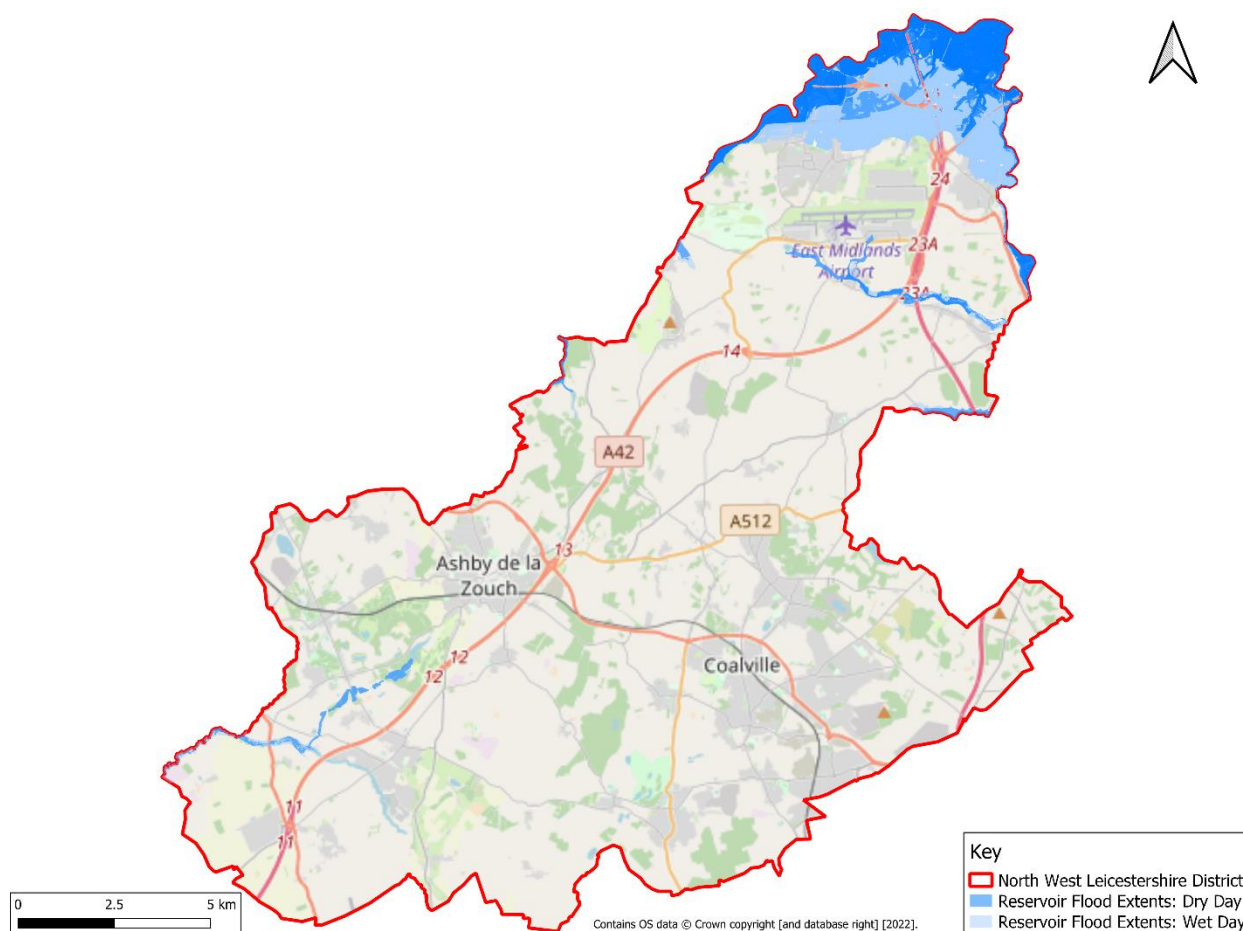 24
East Midlands
Airport
23A
23A
14
A42
A512
13
Ashby de la
Zouch
12
12
Coalville
11
11
Key
North West Leicestershire District
Reservoir Flood Extents: Dry Day
Reservoir Flood Extents: Wet Day
0 2.5 5 km
Contains OS data © Crown copyright [and database right] [2022].